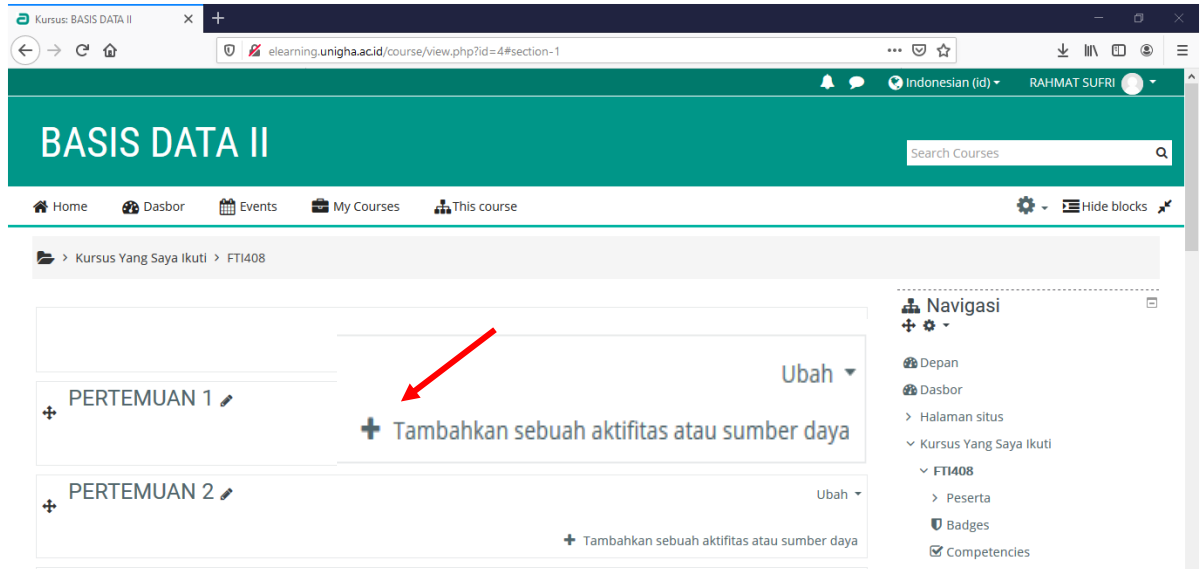 Kursus: BASIS DATA II
elearning.unigha.ac.id/course/view.php?id=4#section-1
Indonesian (id)
RAHMAT SUFRI
BASIS DATA II
Search Courses
Home
Dasbor
Events
My Courses
This course
Hide blocks
> Kursus Yang Saya Ikuti > FTI408
Navigasi
Ubah
Depan
PERTEMUAN 1
Dasbor
Tambahkan sebuah aktifitas atau sumber daya
Halaman situs
Kursus Yang Saya Ikuti
FTI408
PERTEMUAN 2
Ubah
Peserta
Badges
Tambahkan sebuah aktifitas atau sumber daya
Competencies